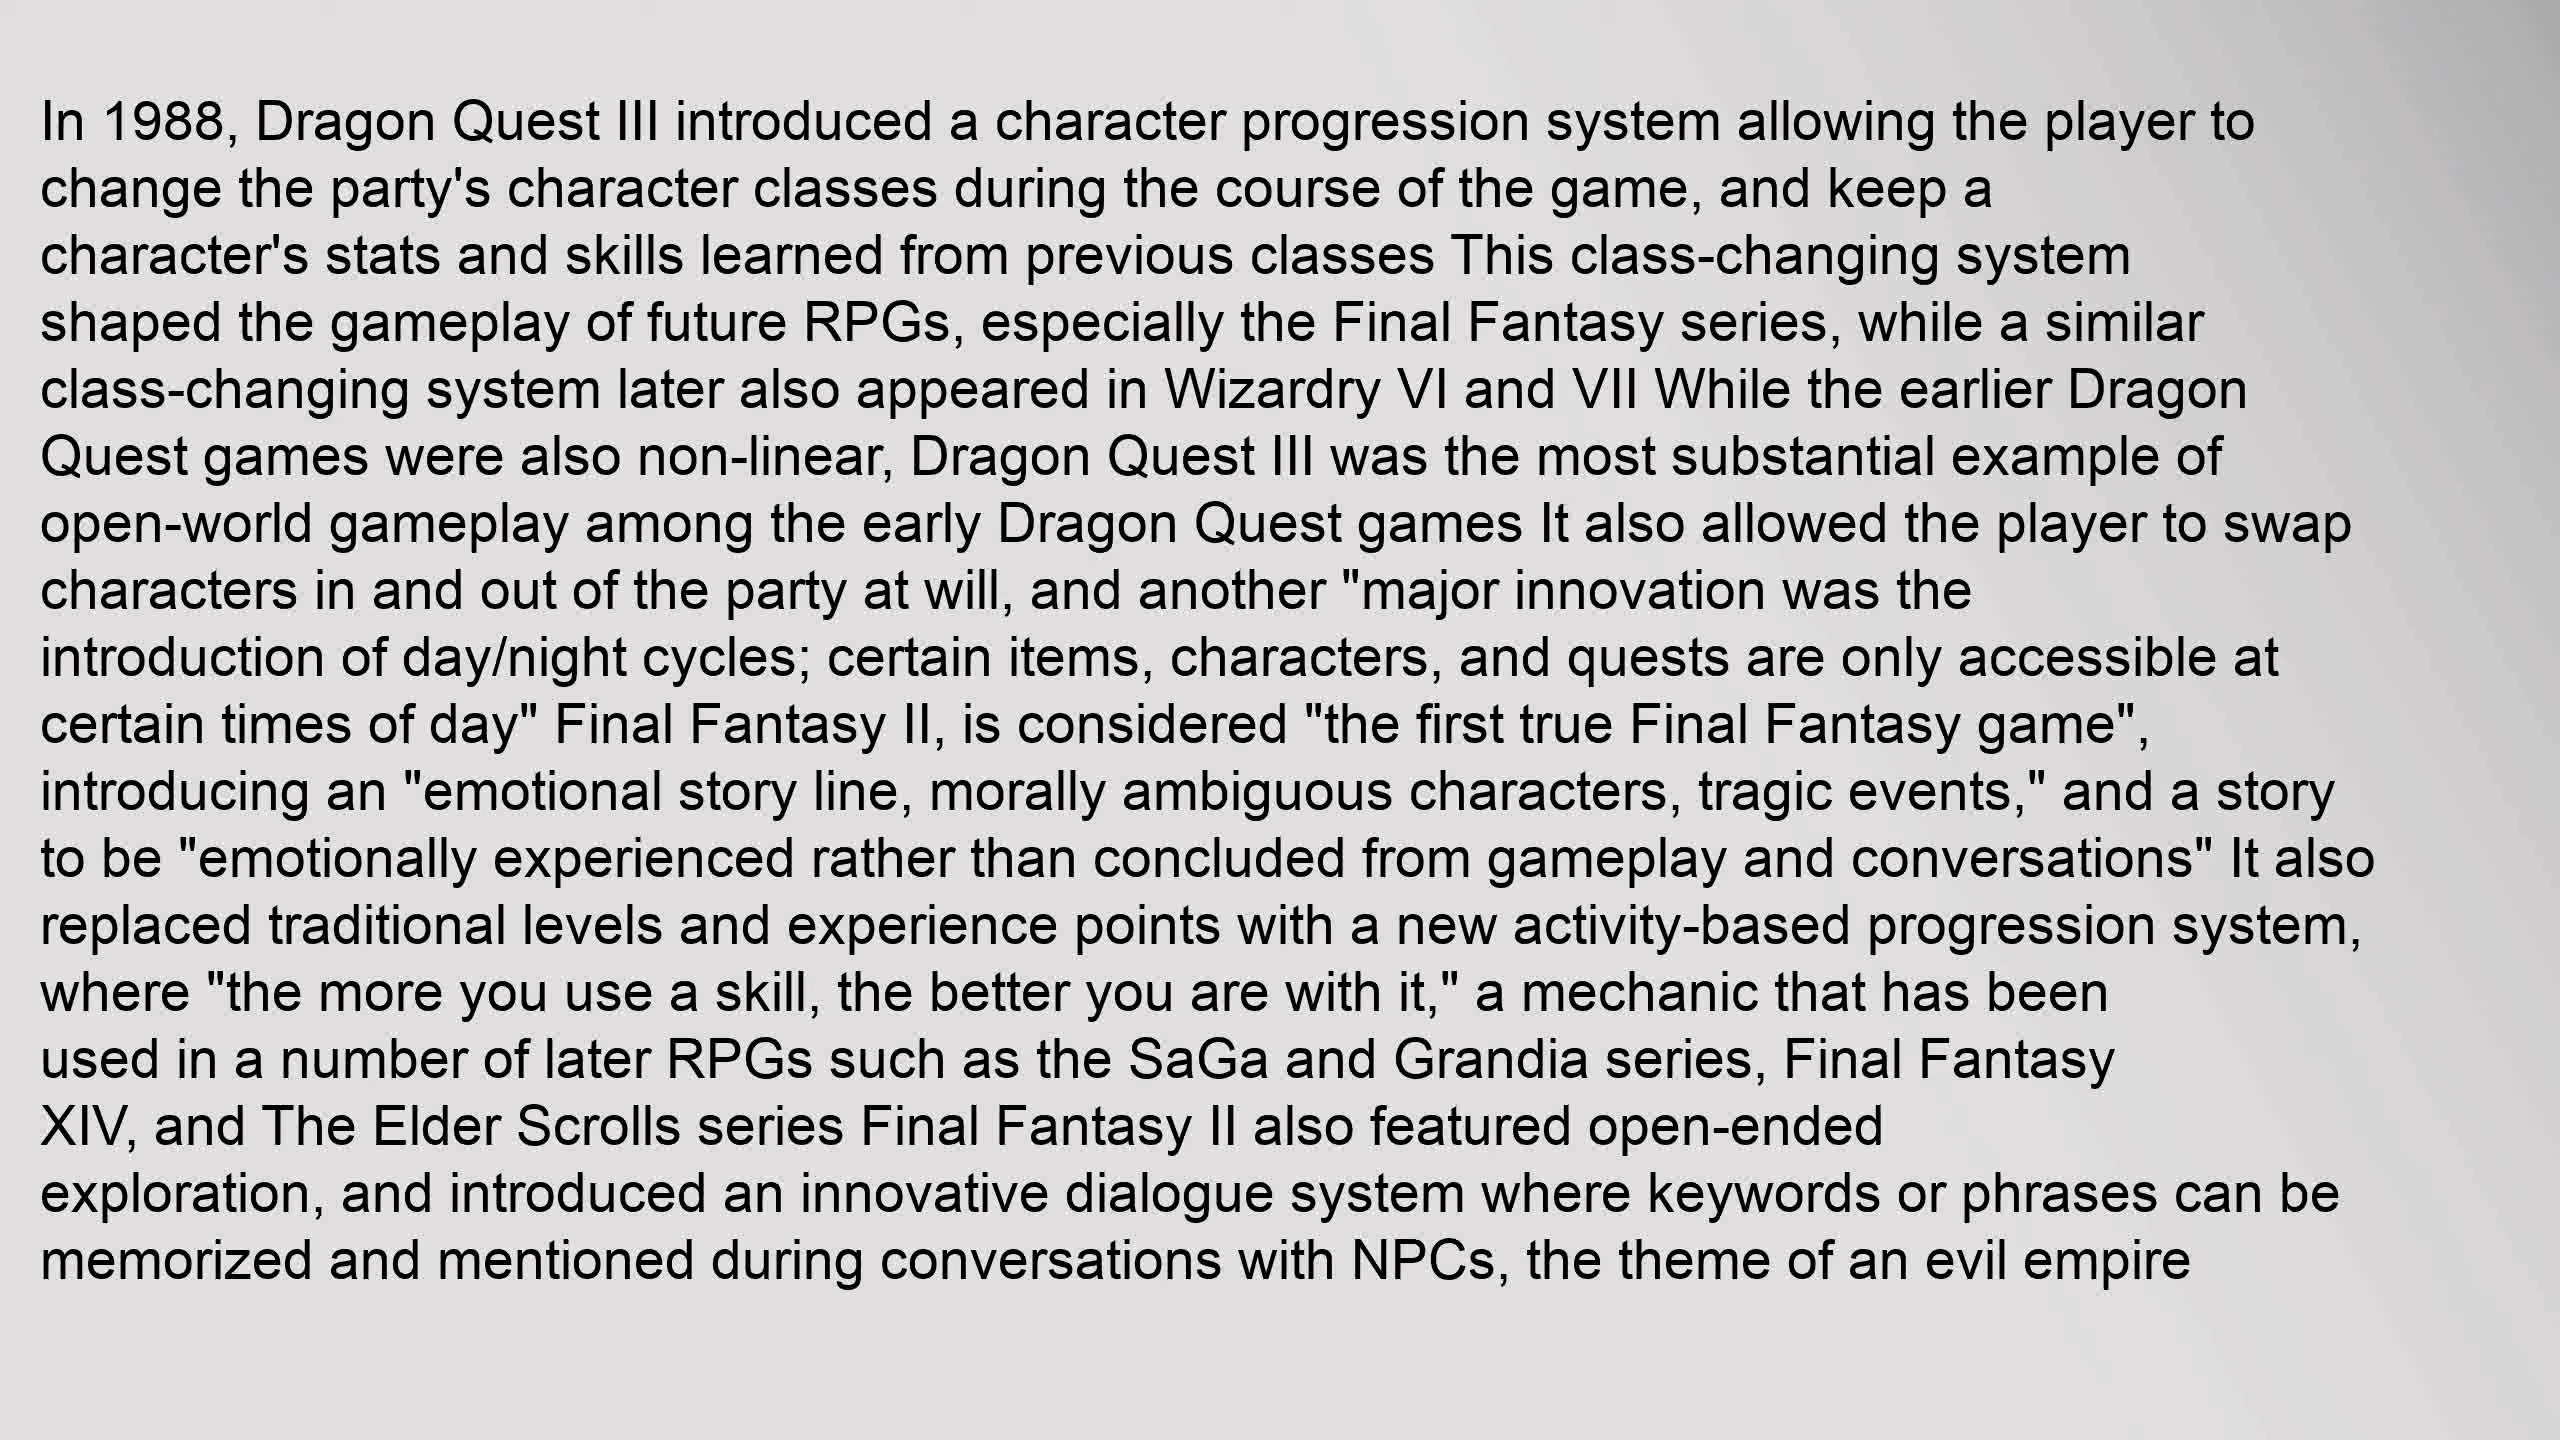 In 1988, Dragon Quest III introduced a character progression system allowing the player to
change the party's character classes during the course of the game, and keep a
character's stats and skills learned from previous classes This class-changing system
shaped the gameplay of future RPGs, especially the Final Fantasy series, while a similar
class-changing system later also appeared in Wizardry VI and VII While the earlier Dragon
Quest games were also non-linear, Dragon Quest III was the most substantial example of
open-world gameplay among the early Dragon Quest games It also allowed the player to swap
characters in and out of the party at will, and another "major innovation was the
introduction of day/night cycles; certain items, characters, and quests are only accessible at
certain times of day" Final Fantasy II, is considered "the first true Final Fantasy game",
introducing an "emotional story line, morally ambiguous characters, tragic events," and a story
to be "emotionally experienced rather than concluded from gameplay and conversations" It also
replaced traditional levels and experience points with a new activity-based progression system,
where "the more you use a skill, the better you are with it," a mechanic that has been
used in a number of later RPGs such as the SaGa and Grandia series, Final Fantasy
XIV, and The Elder Scrolls series Final Fantasy II also featured open-ended
exploration, and introduced an innovative dialogue system where keywords or phrases can be
memorized and mentioned during conversations with NPCs, the theme of an evil empire